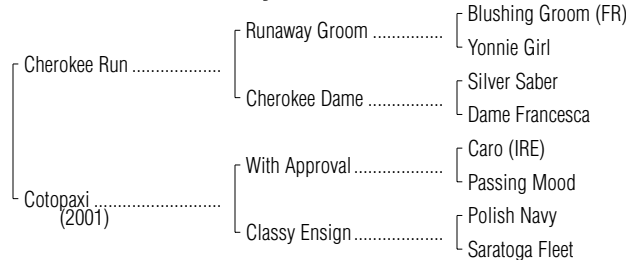 Blushing Groom (FR)
Runaway Groom ................
Yonnie Girl
Cherokee Run ....................
Silver Saber
Cherokee Dame .................
Dame Francesca
Caro (IRE)
With Approval ....................
Passing Mood
Cotopaxi .............................
(2001)
Polish Navy
Classy Ensign ....................
Saratoga Fleet